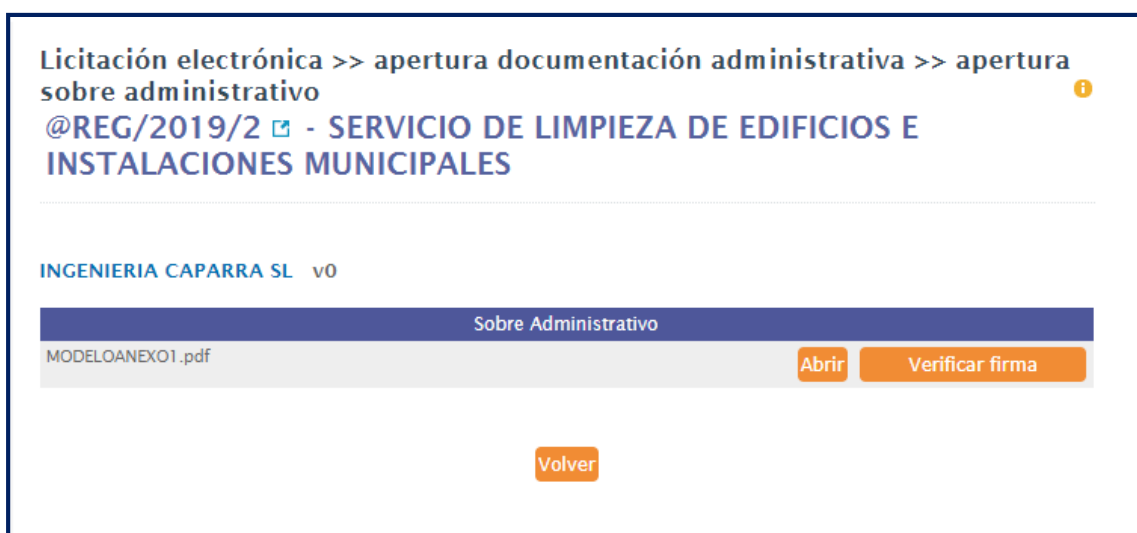 Licitación electrónica >> apertura documentación administrativa >> apertura
sobre administrativo
@REG/2019/2 - SERVICIO DE LIMPIEZA DE EDIFICIOS E
INSTALACIONES MUNICIPALES
INGENIERIA CAPARRA SL v0
Sobre Administrativo
MODELOANEXO1.pdf Abrir Verificar firma
Volver